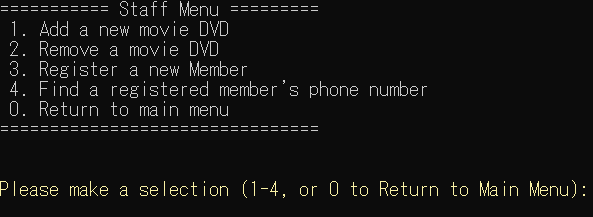 =========== Staff Menu =========
1. Add a new movie DVD
2. Remove a movie DVD
3. Register a new Member
4. Find a registered member's phone number
0. Return to main menu
================================
Please make a selection (1-4, or 0 to Return to Main Menu):